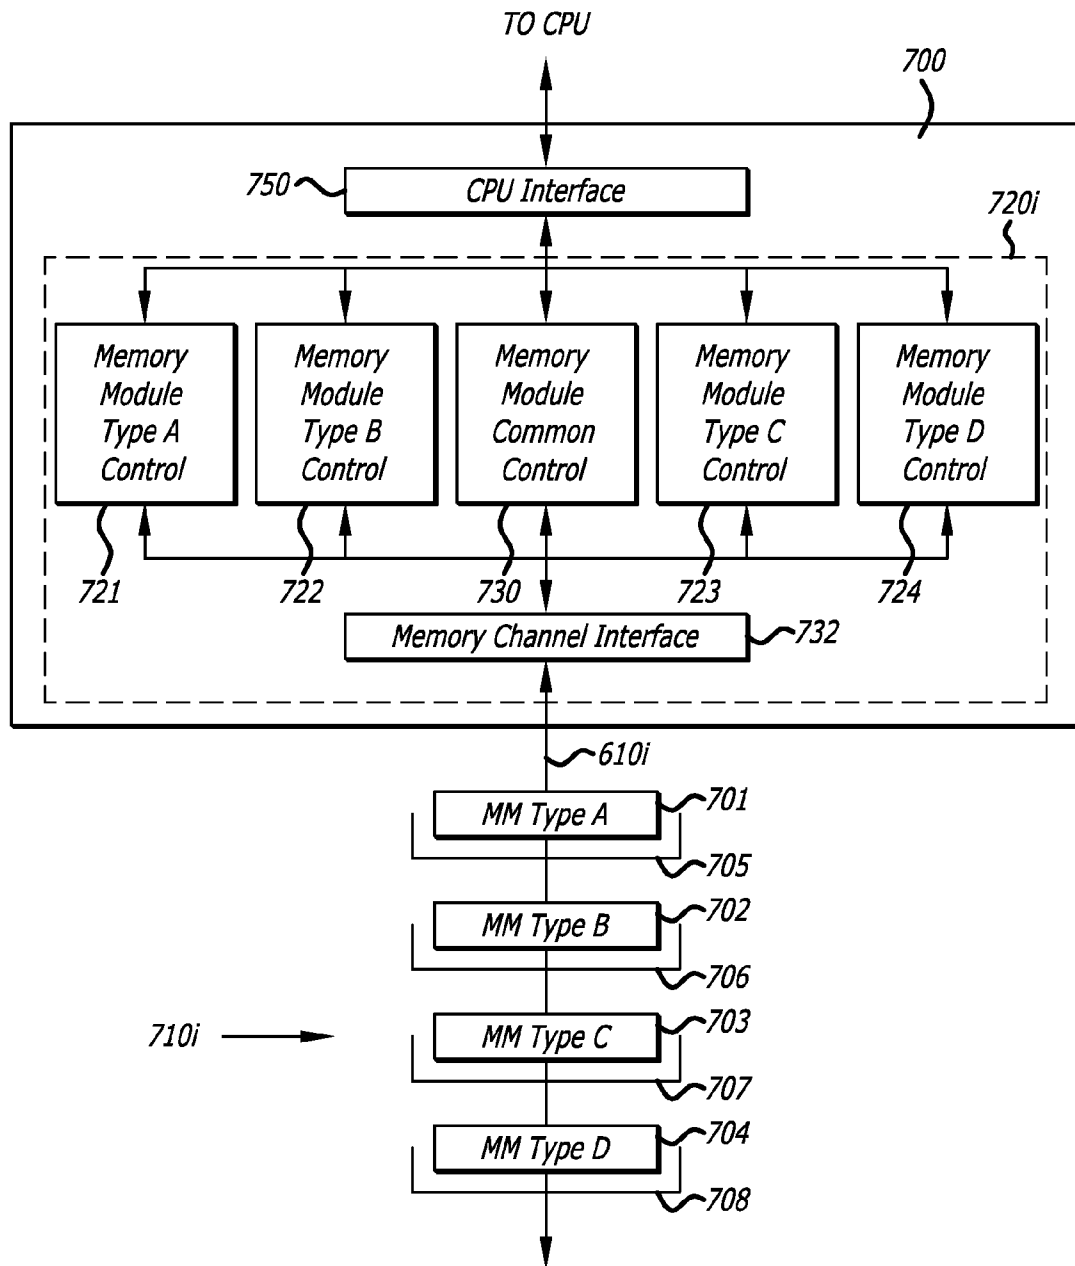 TO CPU
700
750
CPU Interface
720i
Memory
Module
Type A
Control
Memory
Module
Type B
Control
Memory
Module
Common
Control
Memory
Module
Type C
Control
Memory
Module
Type D
Control
721
722
730
723
724
Memory Channel Interface
732
610i
MM Type A
701
705
MM Type B
702
706
710i
MM Type C
703
707
MM Type D
704
708